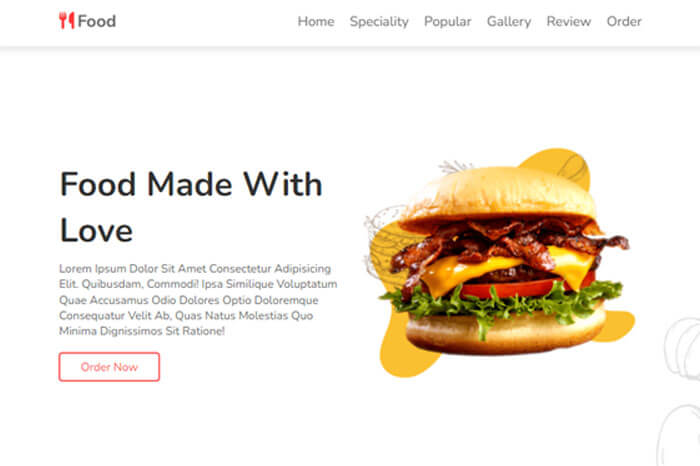 Food
Home Speciality Popular Gallery Review Order
Food Made With
Love
Lorem Ipsum Dolor Sit Amet Consectetur Adipisicing
Elit. Quibusdam, Commodi! Ipsa Similique Voluptatum
Quae Accusamus Odio Dolores Optio Doloremque
Consequatur Velit Ab, Quas Natus Molestias Quo
Minima Dignissimos Sit Ratione!
Order Now